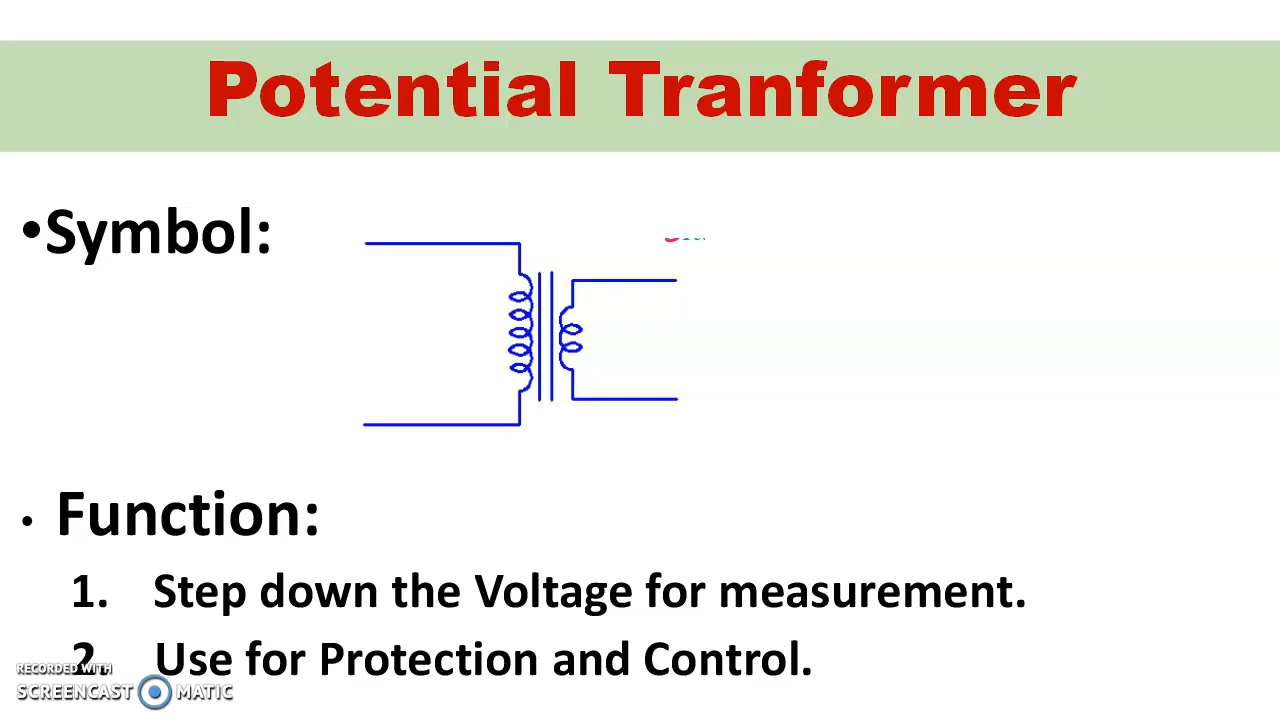 Potential Tranformer
•Symbol:
• Function:
1. Step down the Voltage for measurement.
2. Use for Protection and Control.
RECORDED WITH
SCREENCAST MATIC